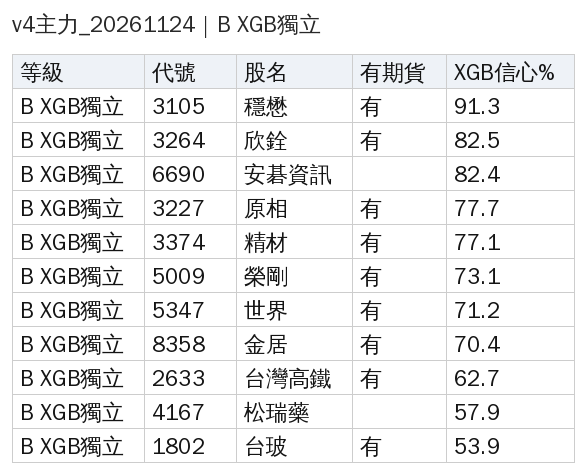 v4主力_20261124 | B XGB獨立
等級 代號 股名 有期貨 XGB信心%
B XGB獨立 3105 穩懋 有 91.3
B XGB獨立 3264 欣銓 有 82.5
B XGB獨立 6690 安碁資訊 82.4
B XGB獨立 3227 原相 有 77.7
B XGB獨立 3374 精材 有 77.1
B XGB獨立 5009 榮剛 有 73.1
B XGB獨立 5347 世界 有 71.2
B XGB獨立 8358 金居 有 70.4
B XGB獨立 2633 台灣高鐵 有 62.7
B XGB獨立 4167 松瑞藥 57.9
B XGB獨立 1802 台玻 有 53.9